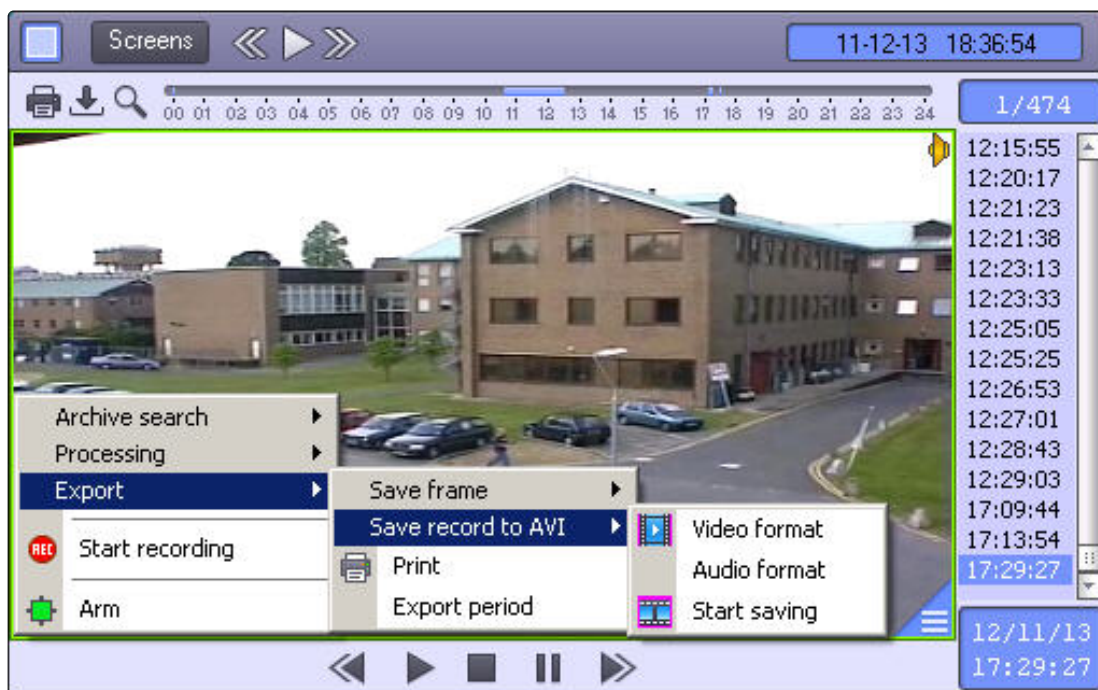 Screens
11-12-13 18:36:54
00 01 02 03 04 05 06 07 08 09 10 11 12 13 14 15 16 17 18 19 20 21 22 23 24
1/474
12:15:55
12:20:17
12:21:23
12:21:38
12:23:13
12:23:33
12:25:05
12:25:25
12:26:53
12:27:01
12:28:43
12:29:03
17:09:44
17:13:54
17:29:27
Archive search
Processing
Export
REC Start recording
Arm
Save frame
Save record to AVI
Print
Export period
Video format
Audio format
Start saving
12/11/13
17:29:27